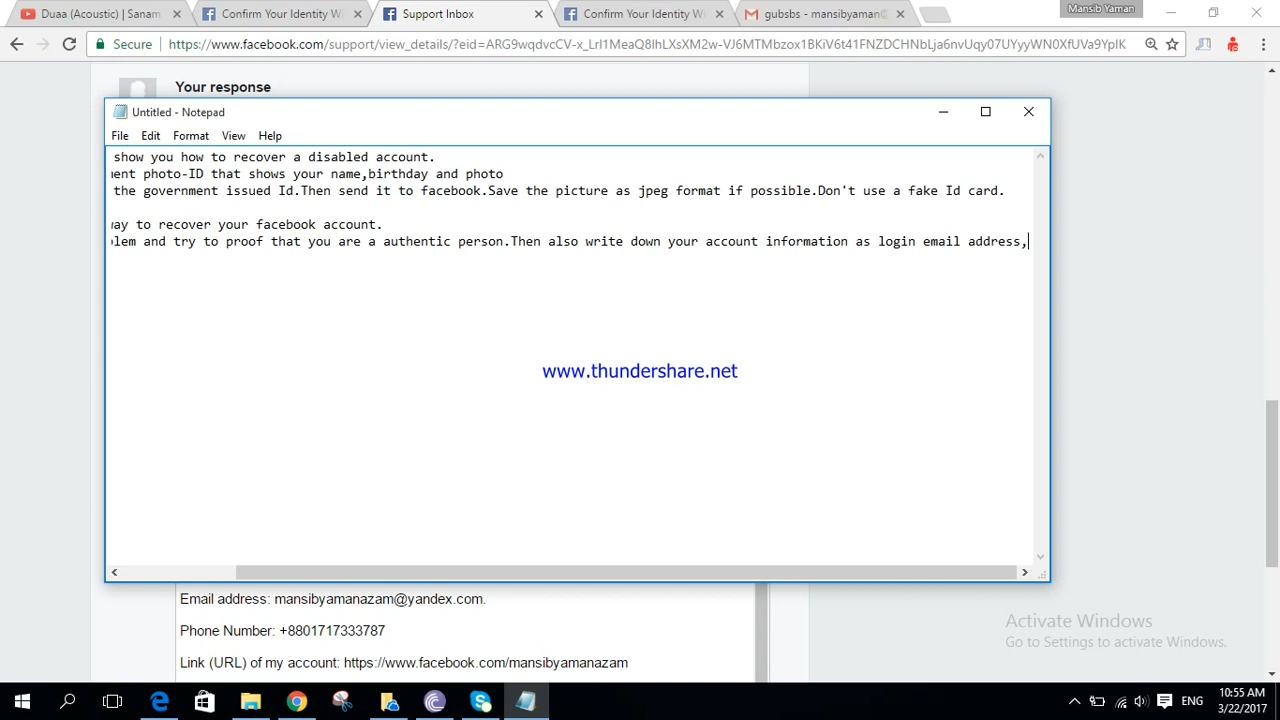 Mansib Yaman
Duaa (Acoustic) | Sanam
Confirm Your Identity W
Support Inbox
Confirm Your Identity W
gubsbs - mansibyaman@
Secure
https://www.facebook.com/support/view_details/?eid=ARG9wqdvcCV-x_LrI1MeaQ8lhLXsXM2w-VJ6MTMbzsx1BKiV6t41FNZDCHNbLja6nvUqy07UYyyWN0XfUVa9YpIK
Your response
Untitled - Notepad
File Edit Format View Help
show you how to recover a disabled account.
ent photo-ID that shows your name,birthday and photo
the government issued Id.Then send it to facebook.Save the picture as jpeg format if possible.Don't use a fake Id card.
ay to recover your facebook account.
lem and try to proof that you are a authentic person.Then also write down your account information as login email address,
www.thundershare.net
Email address: mansibyamanazam@yandex.com.
Phone Number: +8801717333787
Link (URL) of my account: https://www.facebook.com/mansibyamanazam
Activate Windows
Go to Settings to activate Windows.
ENG
10:55 AM
3/22/2017